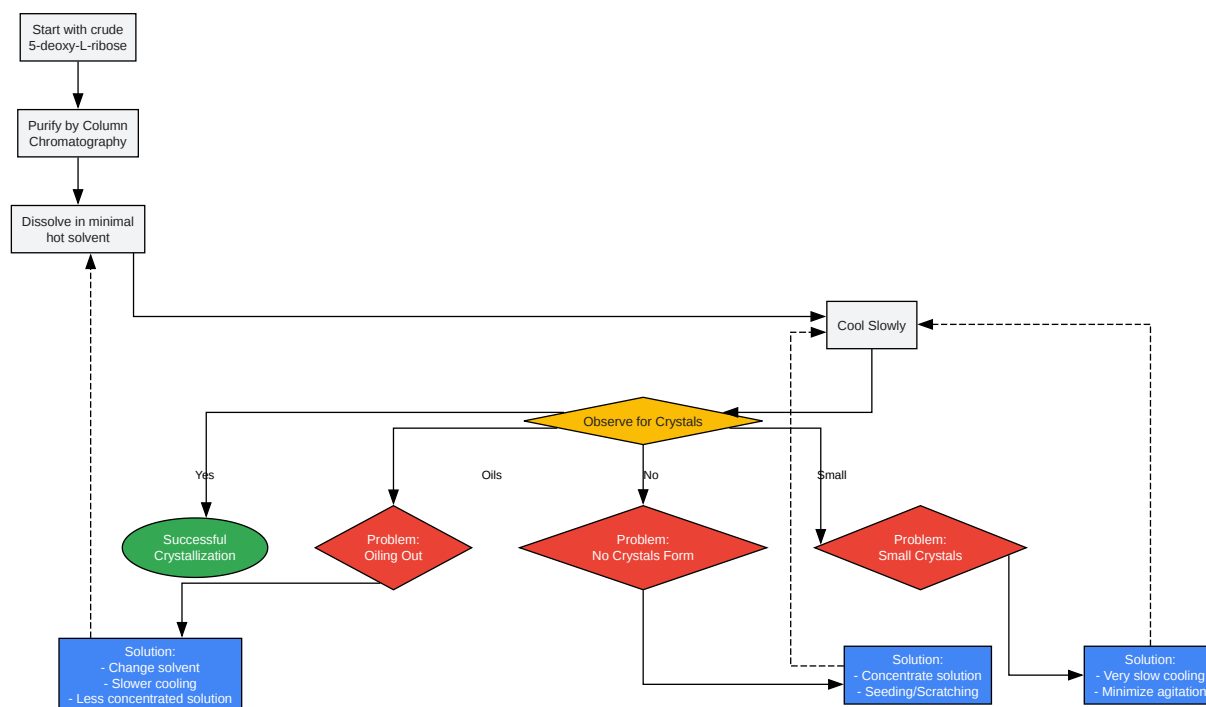 Start with crude
5-deoxy-L-ribose
Purify by Column
Chromatography
Dissolve in minimal
hot solvent
Cool Slowly
Observe for Crystals
Yes
Oils
No
Small
Successful
Crystallization
Problem:
Oiling Out
Problem:
No Crystals Form
Problem:
Small Crystals
Solution:
- Change solvent
- Slower cooling
- Less concentrated solution
Solution:
- Concentrate solution
- Seeding/Scratching
Solution:
- Very slow cooling
- Minimize agitation